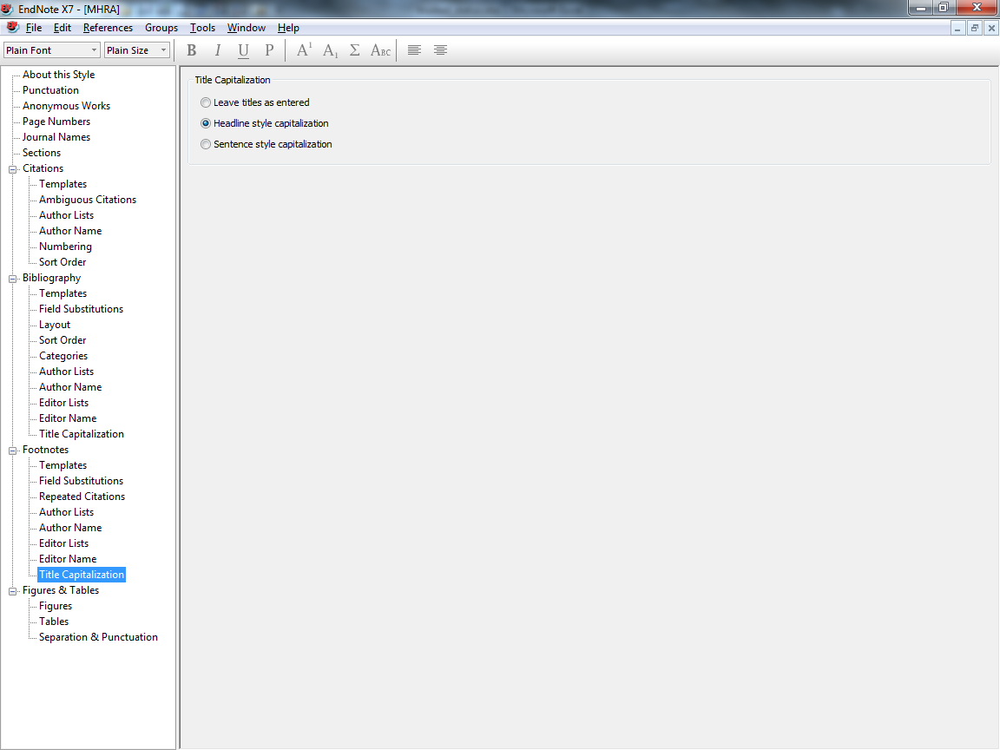 EndNote X7 - [MHRA]
File Edit References Groups Tools Window Help
Plain Font Plain Size B I U P A1 A1 Σ ABC
About this Style
Punctuation
Anonymous Works
Page Numbers
Journal Names
Sections
Citations
Templates
Ambiguous Citations
Author Lists
Author Name
Numbering
Sort Order
Bibliography
Templates
Field Substitutions
Layout
Sort Order
Categories
Author Lists
Author Name
Editor Lists
Editor Name
Title Capitalization
Footnotes
Templates
Field Substitutions
Repeated Citations
Author Lists
Author Name
Editor Lists
Editor Name
Title Capitalization
Figures & Tables
Figures
Tables
Separation & Punctuation
Title Capitalization
Leave titles as entered
Headline style capitalization
Sentence style capitalization